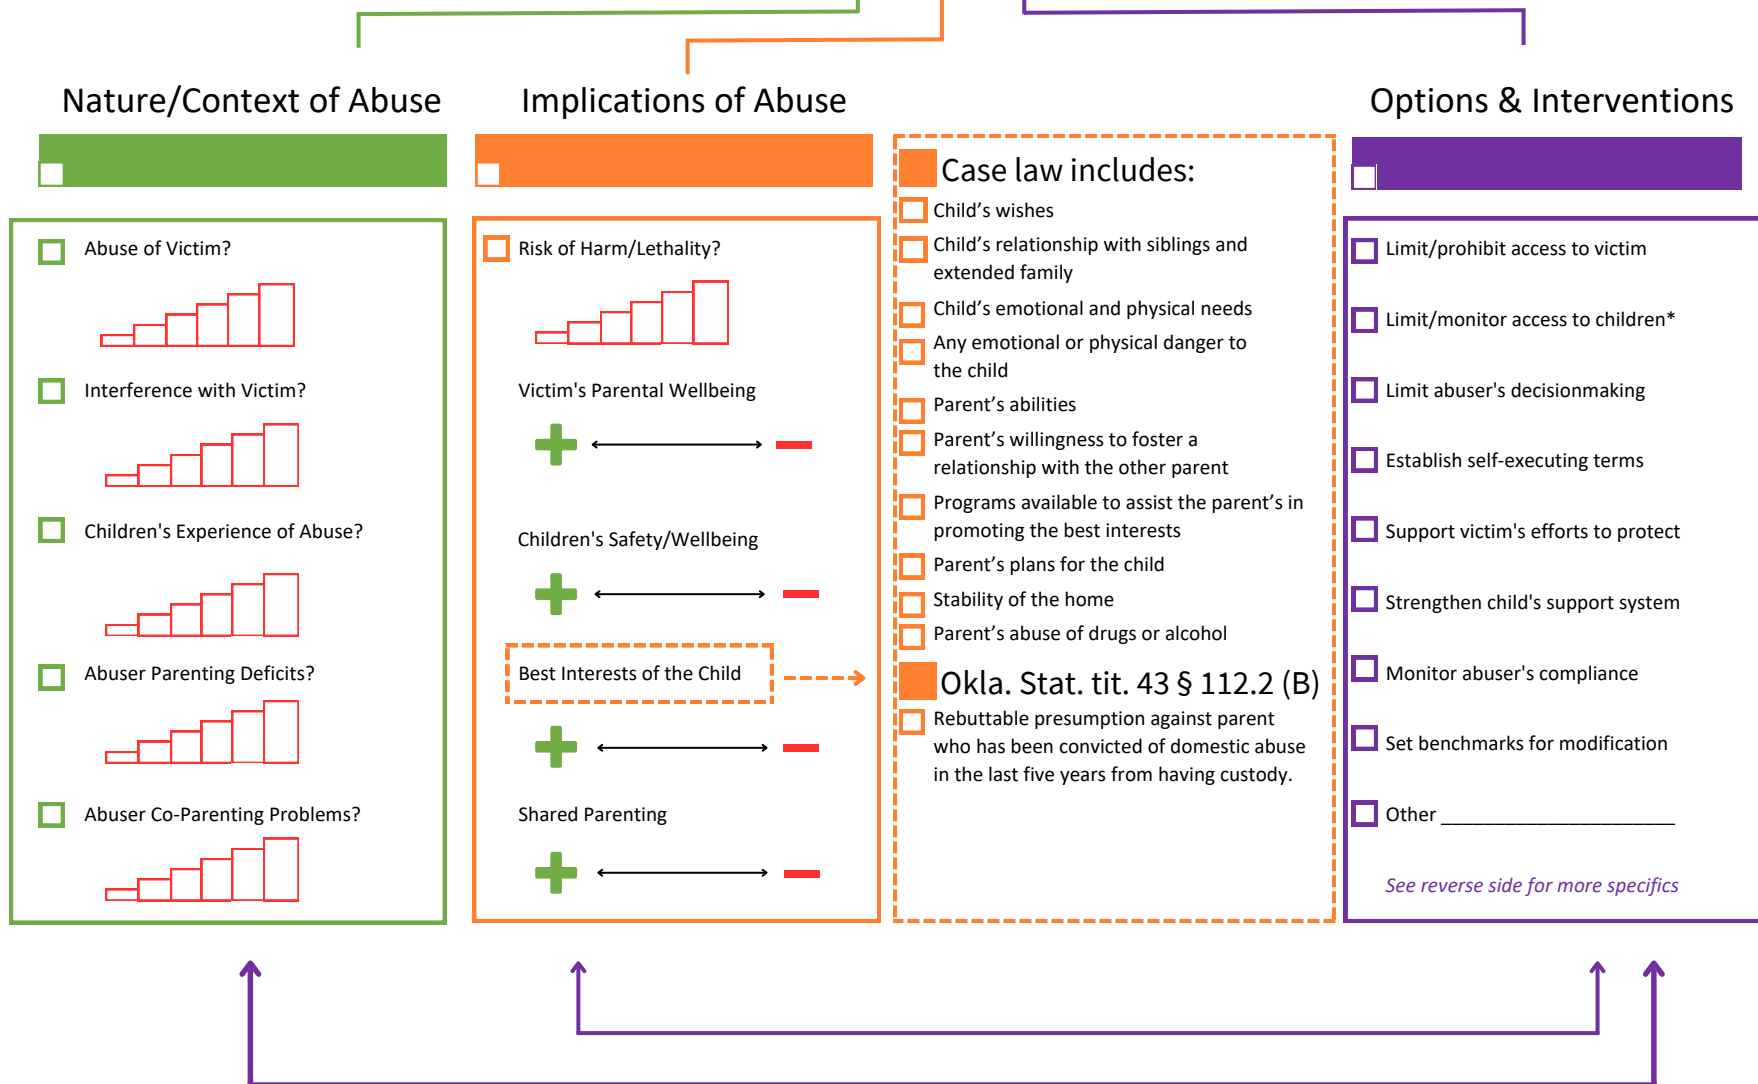 Nature/Context of Abuse
Abuse of Victim?
Interference with Victim?
Children's Experience of Abuse?
Abuser Parenting Deficits?
Abuser Co-Parenting Problems?
Implications of Abuse
Risk of Harm/Lethality?
Victim's Parental Wellbeing
Children's Safety/Wellbeing
Best Interests of the Child
Shared Parenting
Case law includes:
Child’s wishes
Child’s relationship with siblings and
extended family
Child’s emotional and physical needs
Any emotional or physical danger to
the child
Parent’s abilities
Parent’s willingness to foster a
relationship with the other parent
Programs available to assist the parent’s in
promoting the best interests
Parent’s plans for the child
Stability of the home
Parent’s abuse of drugs or alcohol
Okla. Stat. tit. 43 § 112.2 (B)
Rebuttable presumption against parent
who has been convicted of domestic abuse
in the last five years from having custody.
Options & Interventions
Limit/prohibit access to victim
Limit/monitor access to children*
Limit abuser's decisionmaking
Establish self-executing terms
Support victim's efforts to protect
Strengthen child's support system
Monitor abuser's compliance
Set benchmarks for modification
Other ______________________
See reverse side for more specifics